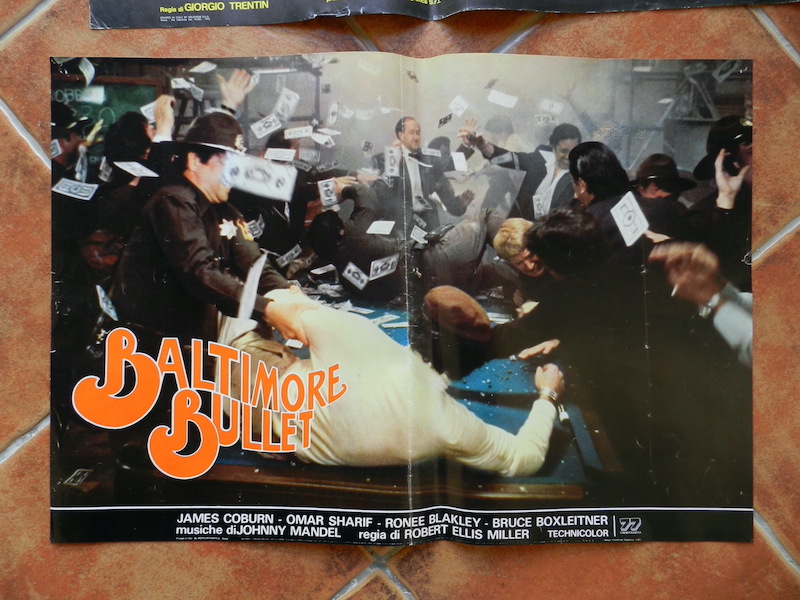 Regia di GIORGIO TRENTIN
BALTIMORE
BULLET
JAMES COBURN - OMAR SHARIF - RONEE BLAKLEY - BRUCE BOXLEITNER
musiche di JOHNNY MANDEL regia di ROBERT ELLIS MILLER TECHNICOLOR
77